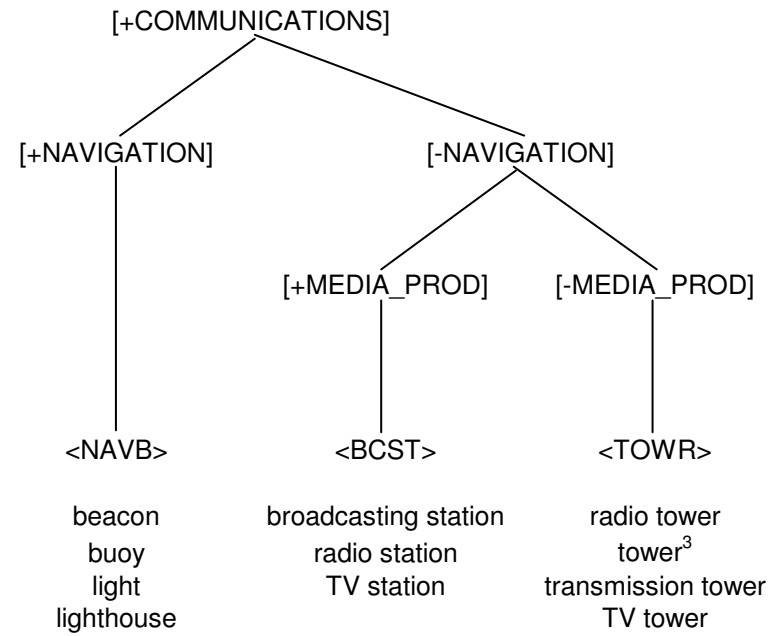 [+COMMUNICATIONS]
[+NAVIGATION] [-NAVIGATION]
[+MEDIA_PROD] [-MEDIA_PROD]
<NAVB> <BCST> <TOWR>
beacon broadcasting station radio tower
buoy radio station tower³
light TV station transmission tower
lighthouse TV tower